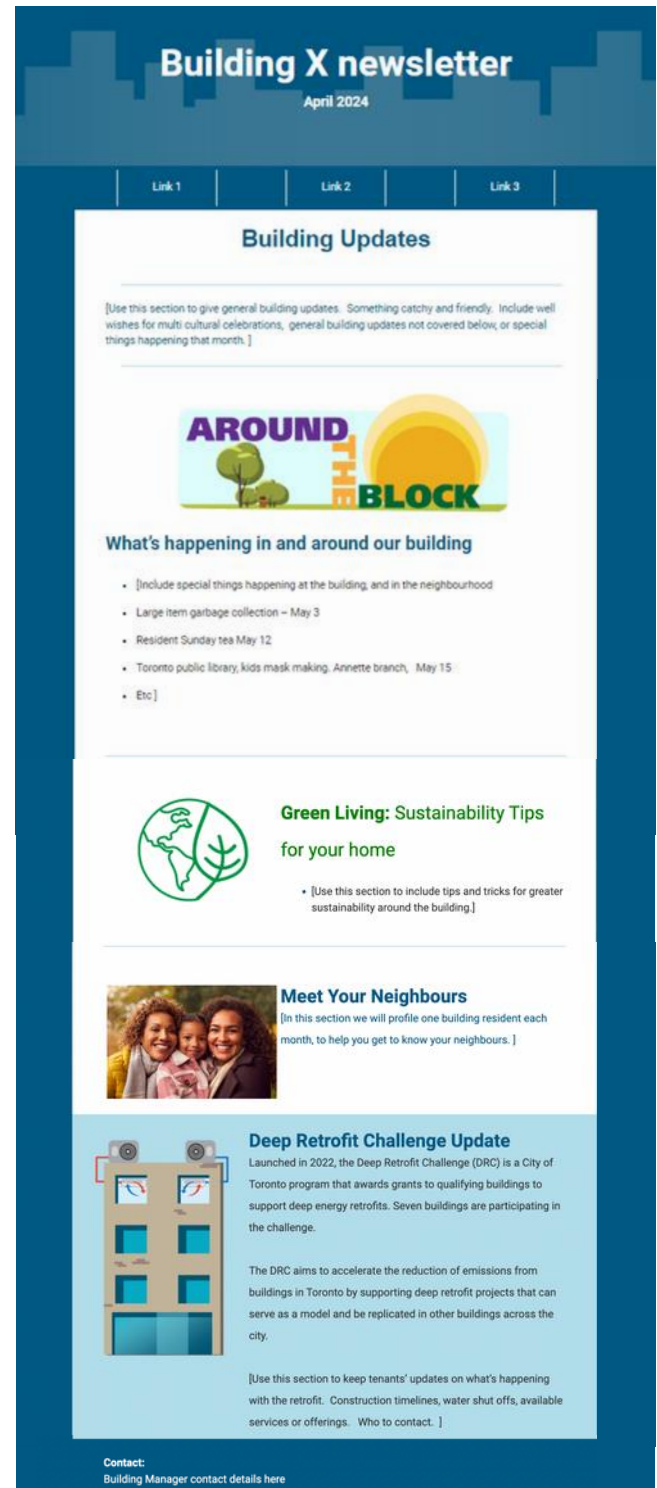 Building X newsletter
April 2024
Link 1
Link 2
Link 3
Building Updates
[Use this section to give general building updates.  Something catchy and friendly.  Include well
wishes for multi cultural celebrations,  general building updates not covered below, or special
things happening that month. ]
AROUND
THE
BLOCK
What's happening in and around our building
• [Include special things happening at the building, and in the neighbourhood
• Large item garbage collection – May 3
• Resident Sunday tea May 12
• Toronto public library, kids mask making. Annette branch,   May 15
• Etc ]
Green Living: Sustainability Tips
for your home
• [Use this section to include tips and tricks for greater
sustainability around the building.]
Meet Your Neighbours
[In this section we will profile one building resident each
month, to help you get to know your neighbours. ]
Deep Retrofit Challenge Update
Launched in 2022, the Deep Retrofit Challenge (DRC) is a City of
Toronto program that awards grants to qualifying buildings to
support deep energy retrofits. Seven buildings are participating in
the challenge.
The DRC aims to accelerate the reduction of emissions from
buildings in Toronto by supporting deep retrofit projects that can
serve as a model and be replicated in other buildings across the
city.
[Use this section to keep tenants' updates on what's happening
with the retrofit.  Construction timelines, water shut offs, available
services or offerings.   Who to contact.  ]
Contact:
Building Manager contact details here